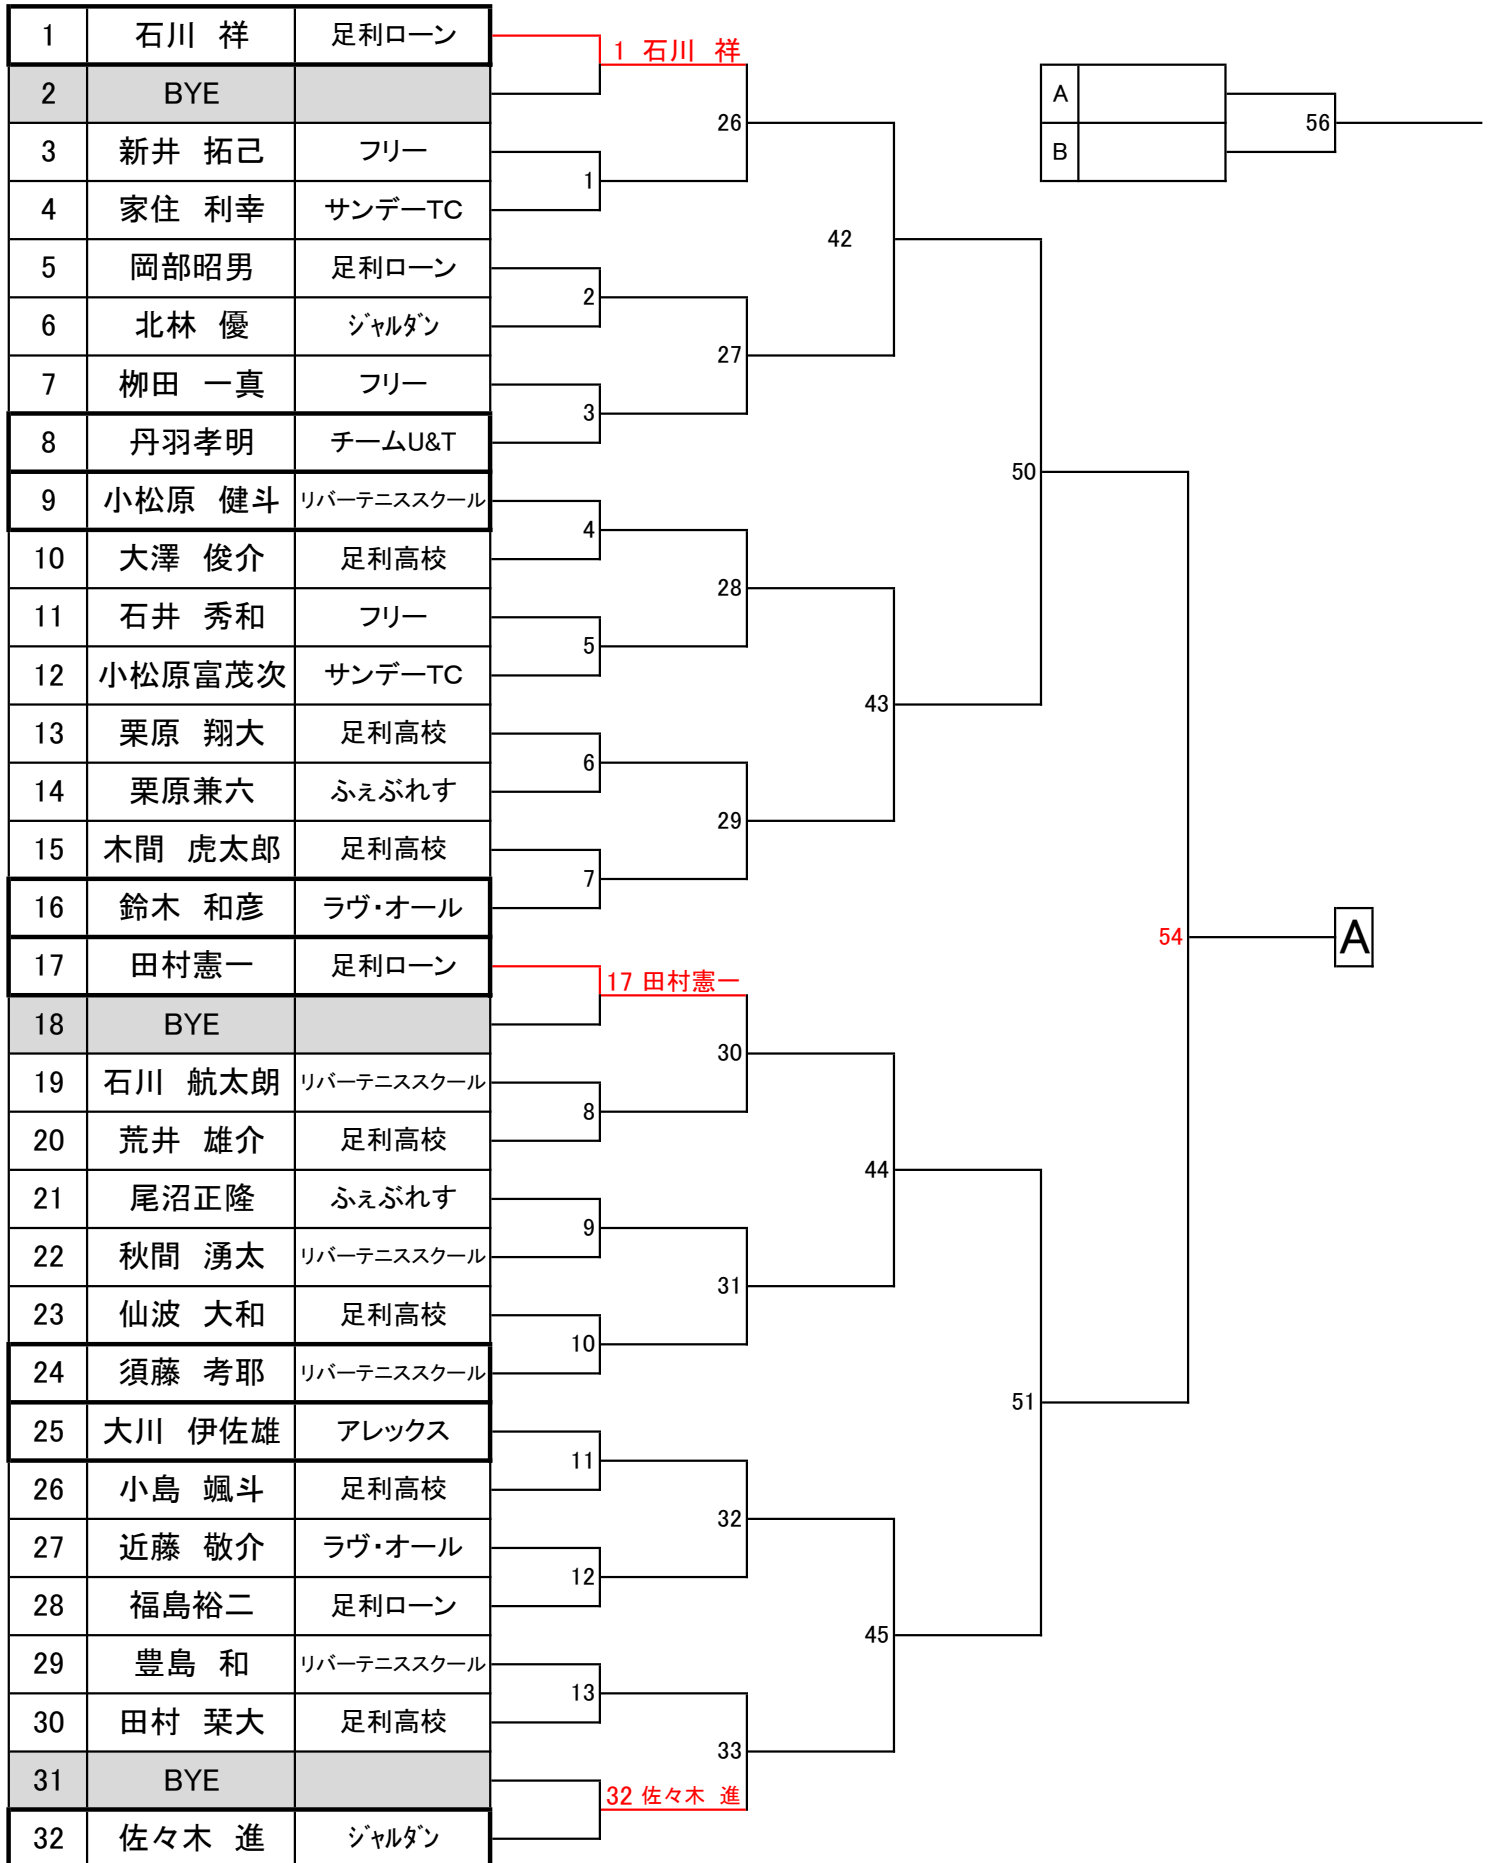 1 石川 祥 足利ローン
1 石川 祥
2 BYE
A
26
56
3 新井 拓己 フリー
B
1
4 家住 利幸 サンデーTC
42
5 岡部昭男 足利ローン
2
6 北林 優 ジャルダン
27
7 栁田 一真 フリー
3
8 丹羽孝明 チームU&T
50
9 小松原 健斗 リバーテニススクール
4
10 大澤 俊介 足利高校
28
11 石井 秀和 フリー
5
12 小松原富茂次 サンデーTC
43
13 栗原 翔大 足利高校
6
14 栗原兼六 ふぇぶれす
29
15 木間 虎太郎 足利高校
7
16 鈴木 和彦 ラヴ・オール
54
A
17 田村憲一 足利ローン
17 田村憲一
18 BYE
30
19 石川 航太朗 リバーテニススクール
8
20 荒井 雄介 足利高校
44
21 尾沼正隆 ふぇぶれす
9
22 秋間 湧太 リバーテニススクール
31
23 仙波 大和 足利高校
10
24 須藤 考耶 リバーテニススクール
51
25 大川 伊佐雄 アレックス
11
26 小島 颯斗 足利高校
32
27 近藤 敬介 ラヴ・オール
12
28 福島裕二 足利ローン
45
29 豊島 和 リバーテニススクール
13
30 田村 栞大 足利高校
33
31 BYE
32 佐々木 進
32 佐々木 進 ジャルダン